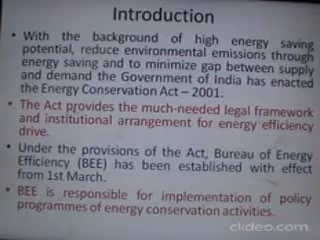 Introduction
• With the background of high energy saving
potential, reduce environmental emissions through
energy saving and to minimize gap between supply
and demand the Government of India has enacted
the Energy Conservation Act – 2001.
• The Act provides the much-needed legal framework
and institutional arrangement for energy efficiency
drive.
• Under the provisions of the Act, Bureau of Energy
Efficiency (BEE) has been established with effect
from 1st March.
• BEE is responsible for implementation of policy
programmes of energy conservation activities.
clideo.com